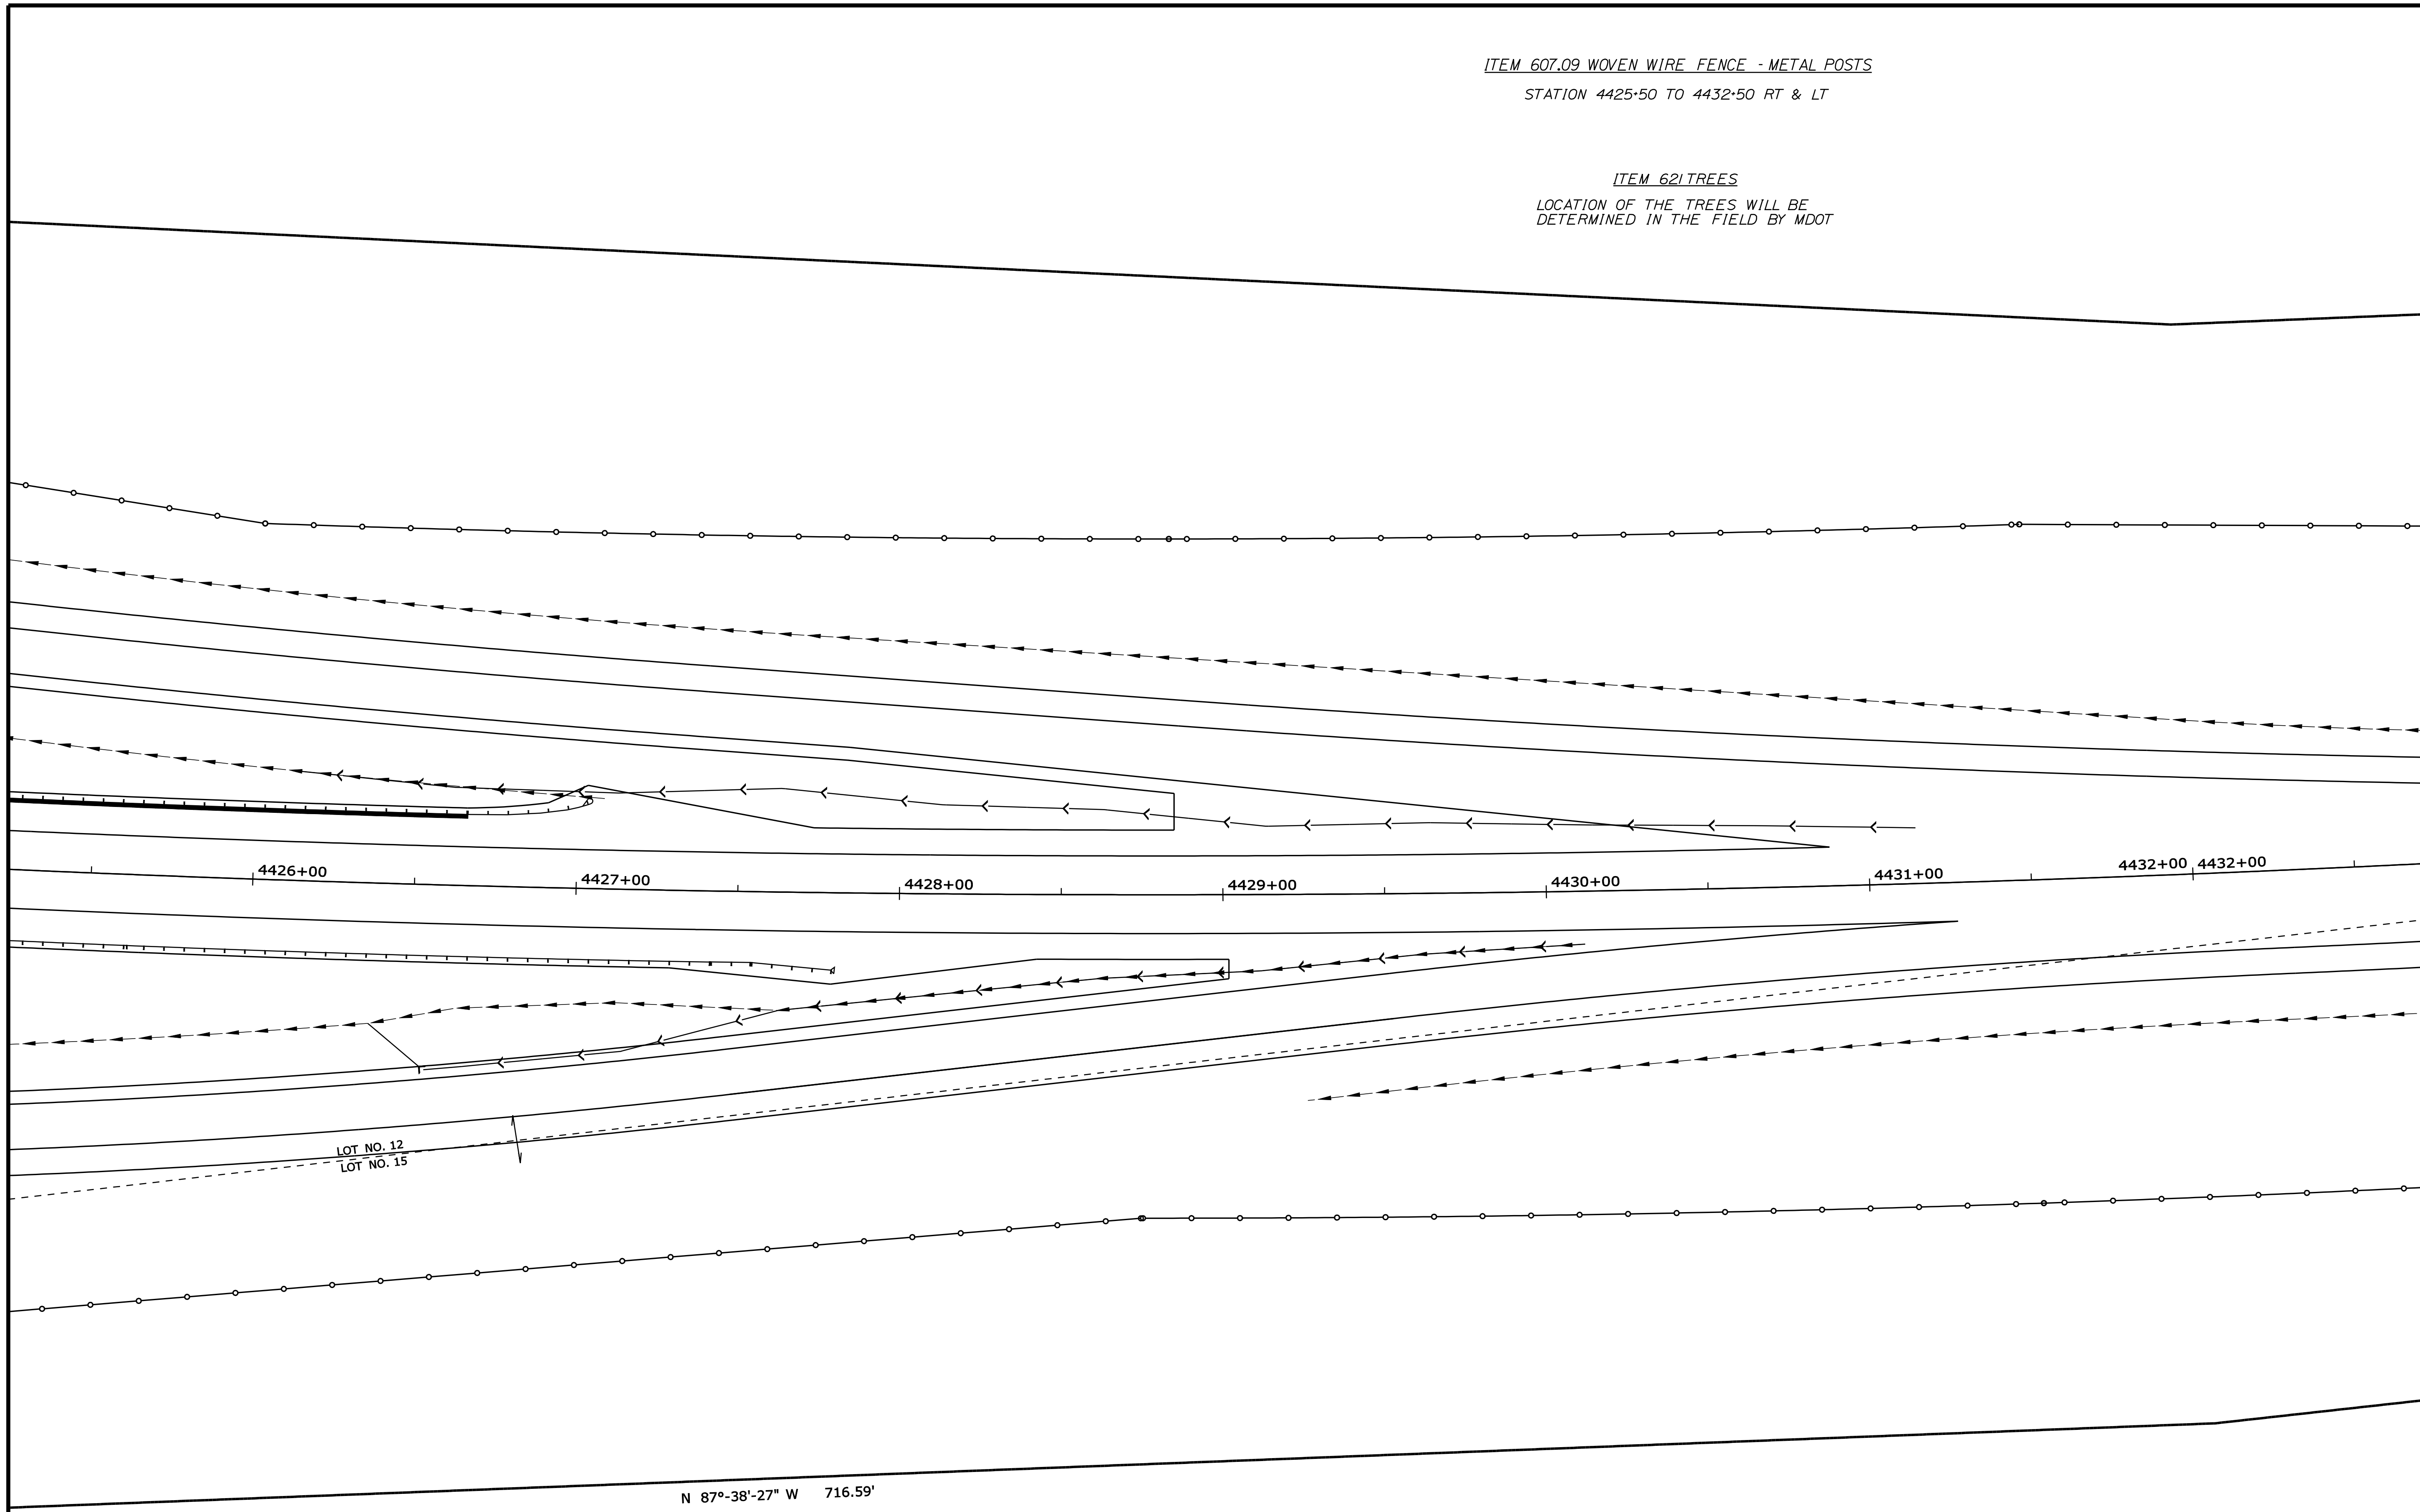 ITEM 607.09 WOVEN WIRE FENCE - METAL POSTS
STATION 4425+50 TO 4432+50 RT & LT
ITEM 621 TREES
LOCATION OF THE TREES WILL BE
DETERMINED IN THE FIELD BY MDOT
4426+00
4427+00
4428+00
4429+00
4430+00
4431+00
4432+00
4432+00
LOT NO. 12
LOT NO. 15
N 87°-38'-27" W 716.59'